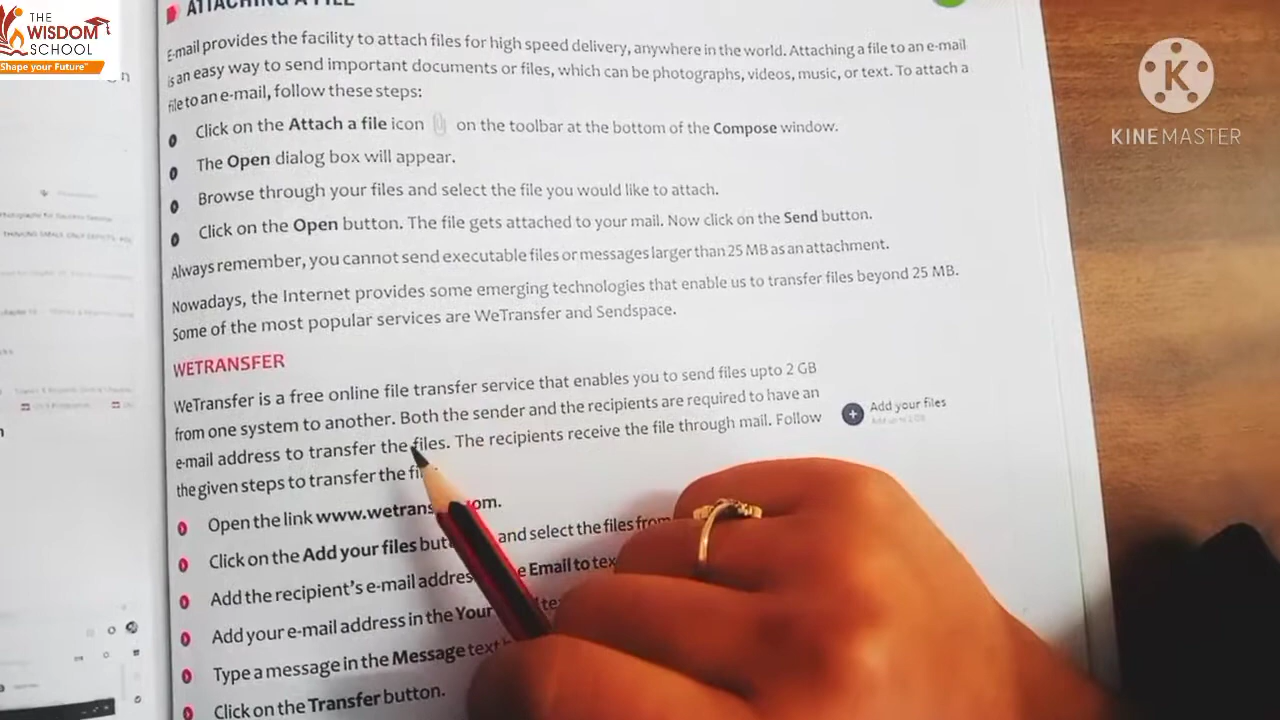 THE
WISDOM
SCHOOL
Shape your Future™
ATTACHING A FILE
E-mail provides the facility to attach files for high speed delivery, anywhere in the world. Attaching a file to an e-mail
is an easy way to send important documents or files, which can be photographs, videos, music, or text. To attach a
file to an e-mail, follow these steps:
Click on the Attach a file icon on the toolbar at the bottom of the Compose window.
The Open dialog box will appear.
Browse through your files and select the file you would like to attach.
Click on the Open button. The file gets attached to your mail. Now click on the Send button.
Always remember, you cannot send executable files or messages larger than 25 MB as an attachment.
Nowadays, the Internet provides some emerging technologies that enable us to transfer files beyond 25 MB.
Some of the most popular services are WeTransfer and Sendspace.
WETRANSFER
WeTransfer is a free online file transfer service that enables you to send files upto 2 GB
from one system to another. Both the sender and the recipients are required to have an
e-mail address to transfer the files. The recipients receive the file through mail. Follow
the given steps to transfer the
Add your files
Open the link
Click on the Add your files and select the files from
Add the recipient's e-mail Email to
Add your e-mail address in the Your
Type a message in the Message text
Click on the Transfer button.
K
KINEMASTER